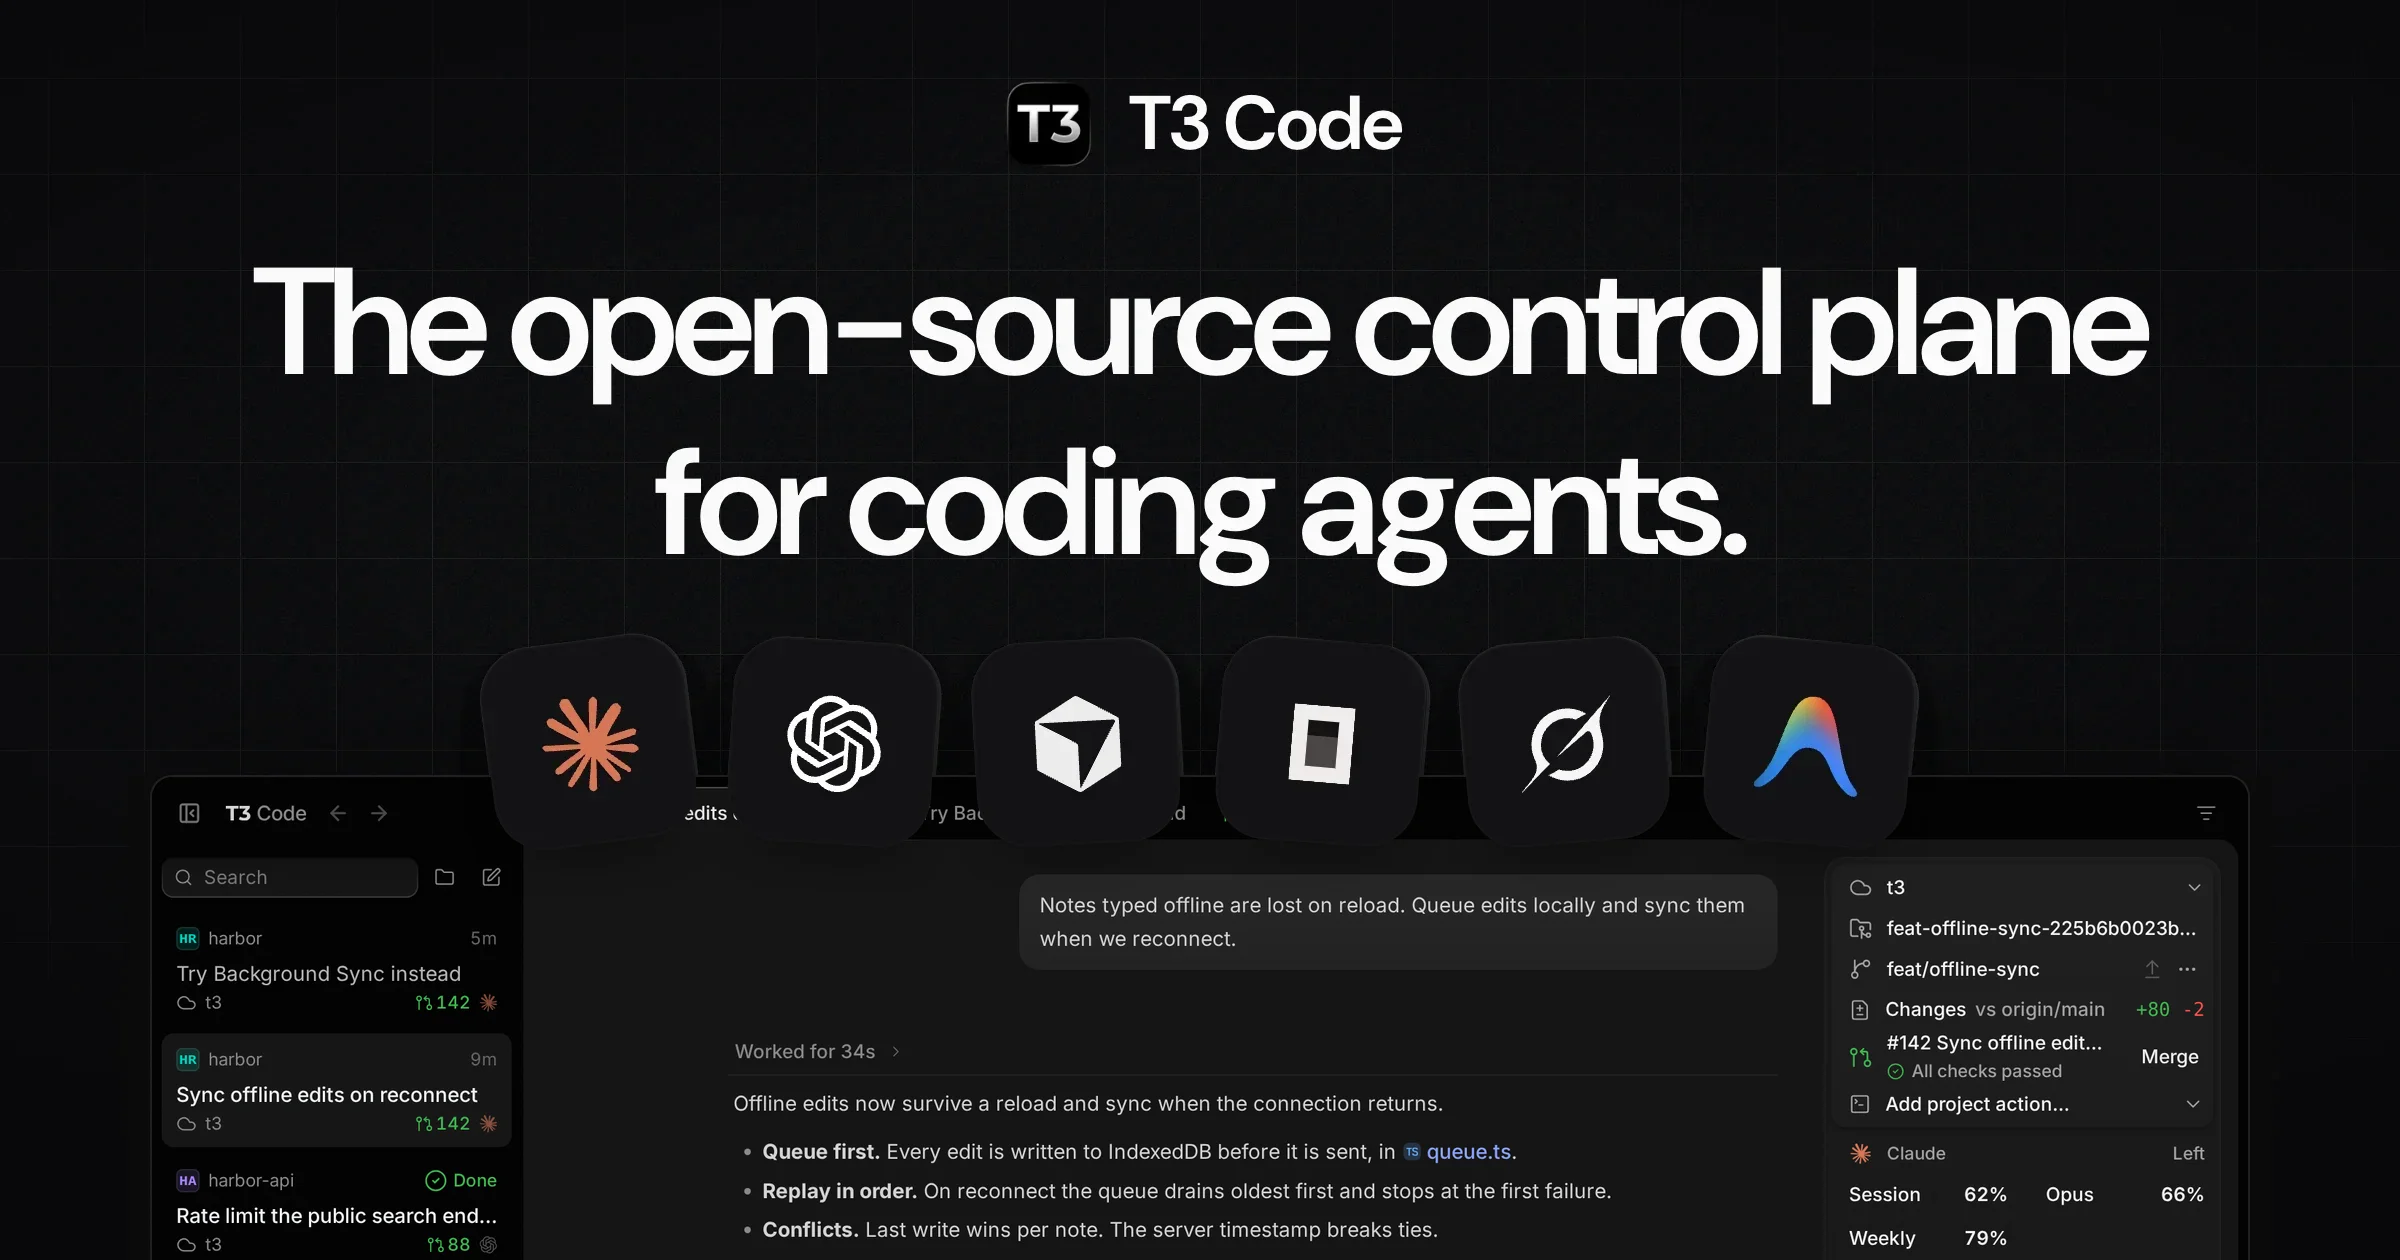 T3 T3 Code
The open-source control plane
for coding agents.
T3 Code
edits
Search
harbor 5m
HR
Try Background Sync instead
t3 142
HR harbor 9m
Sync offline edits on reconnect
t3 142
HA harbor-api Done
Rate limit the public search end...
t3 88
Notes typed offline are lost on reload. Queue edits locally and sync them
when we reconnect.
Worked for 34s
Offline edits now survive a reload and sync when the connection returns.
• Queue first. Every edit is written to IndexedDB before it is sent, in TS queue.ts.
• Replay in order. On reconnect the queue drains oldest first and stops at the first failure.
• Conflicts. Last write wins per note. The server timestamp breaks ties.
t3
feat-offline-sync-225b6b0023b...
feat/offline-sync ...
Changes vs origin/main +80 -2
#142 Sync offline edit...
All checks passed
Merge
Add project action...
Claude Left
Session 62% Opus 66%
Weekly 79%